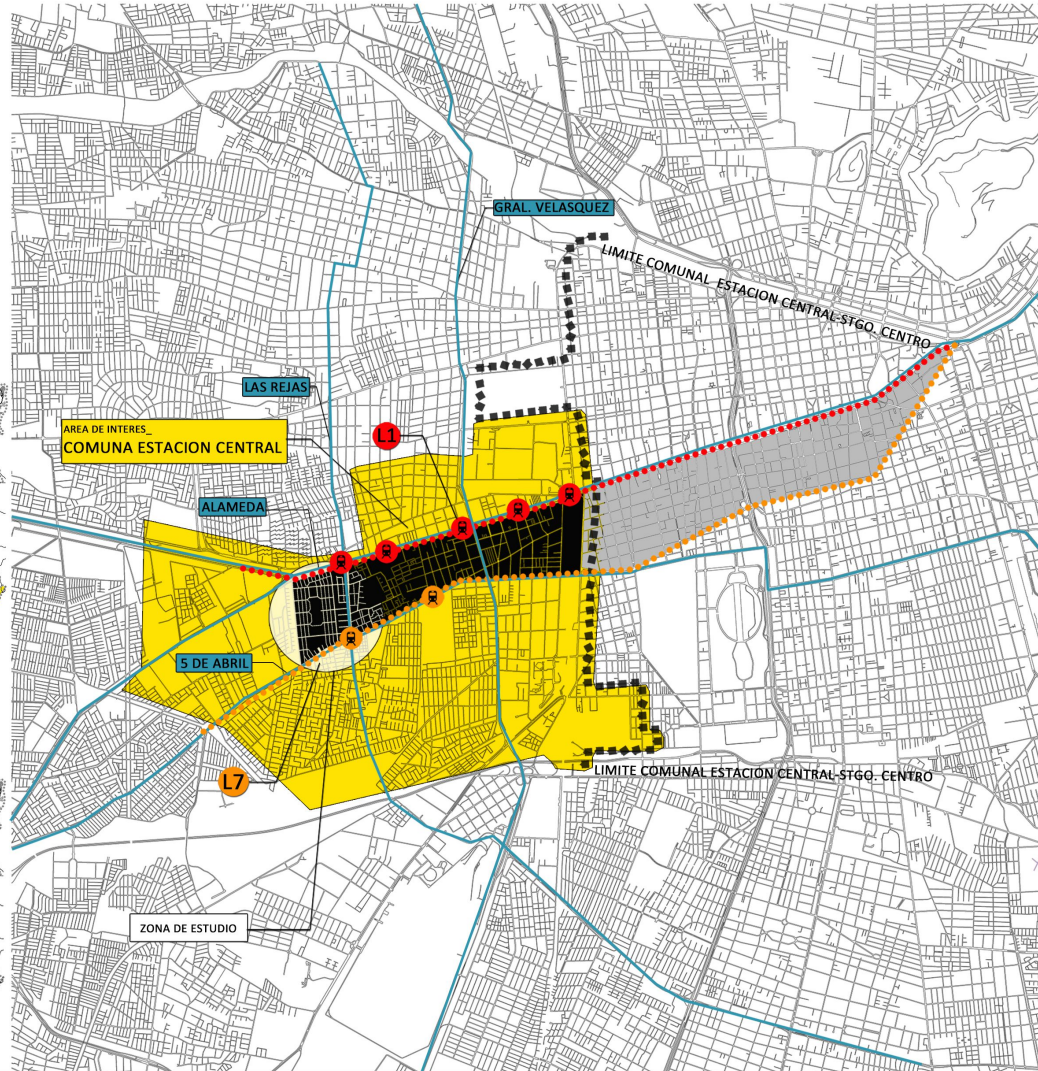 GRAL. VELASQUEZ
LIMITE COMUNAL ESTACION CENTRAL-STGO. CENTRO
LAS REJAS
AREA DE INTERES_
COMUNA ESTACION CENTRAL
L1
ALAMEDA
5 DE ABRIL
L7
LIMITE COMUNAL ESTACION CENTRAL-STGO. CENTRO
ZONA DE ESTUDIO